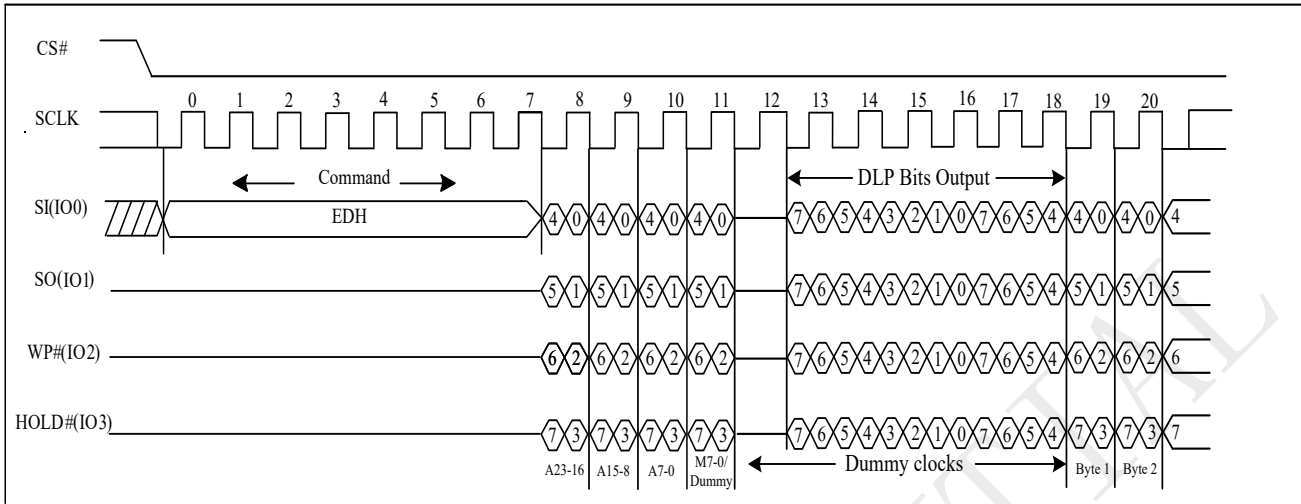 CS#
0 1 2 3 4 5 6 7 8 9 10 11 12 13 14 15 16 17 18 19 20
SCLK
Command
DLP Bits Output
SI(IO0)
EDH
4 0 4 0 4 0 4 0 7 6 5 4 3 2 1 0 7 6 5 4 4 0 4 0 4
SO(IO1)
5 1 5 1 5 1 5 1 7 6 5 4 3 2 1 0 7 6 5 4 5 1 5 1 5
WP#(IO2)
6 2 6 2 6 2 6 2 7 6 5 4 3 2 1 0 7 6 5 4 6 2 6 2 6
HOLD#(IO3)
7 3 7 3 7 3 7 3 7 6 5 4 3 2 1 0 7 6 5 4 7 3 7 3 7
A23-16 A15-8 A7-0 M7-0/
Dummy
Dummy clocks
Byte 1 Byte 2
TIAL